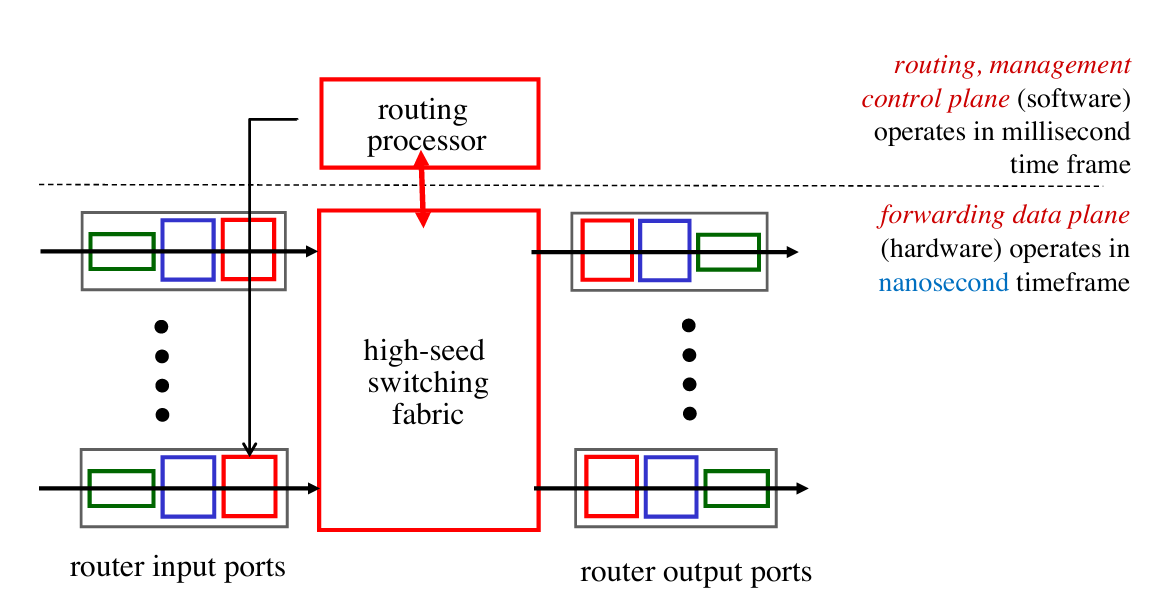 routing
processor
routing, management
control plane (software)
operates in millisecond
time frame
forwarding data plane
(hardware) operates in
nanosecond timeframe
high-seed
switching
fabric
router input ports
router output ports